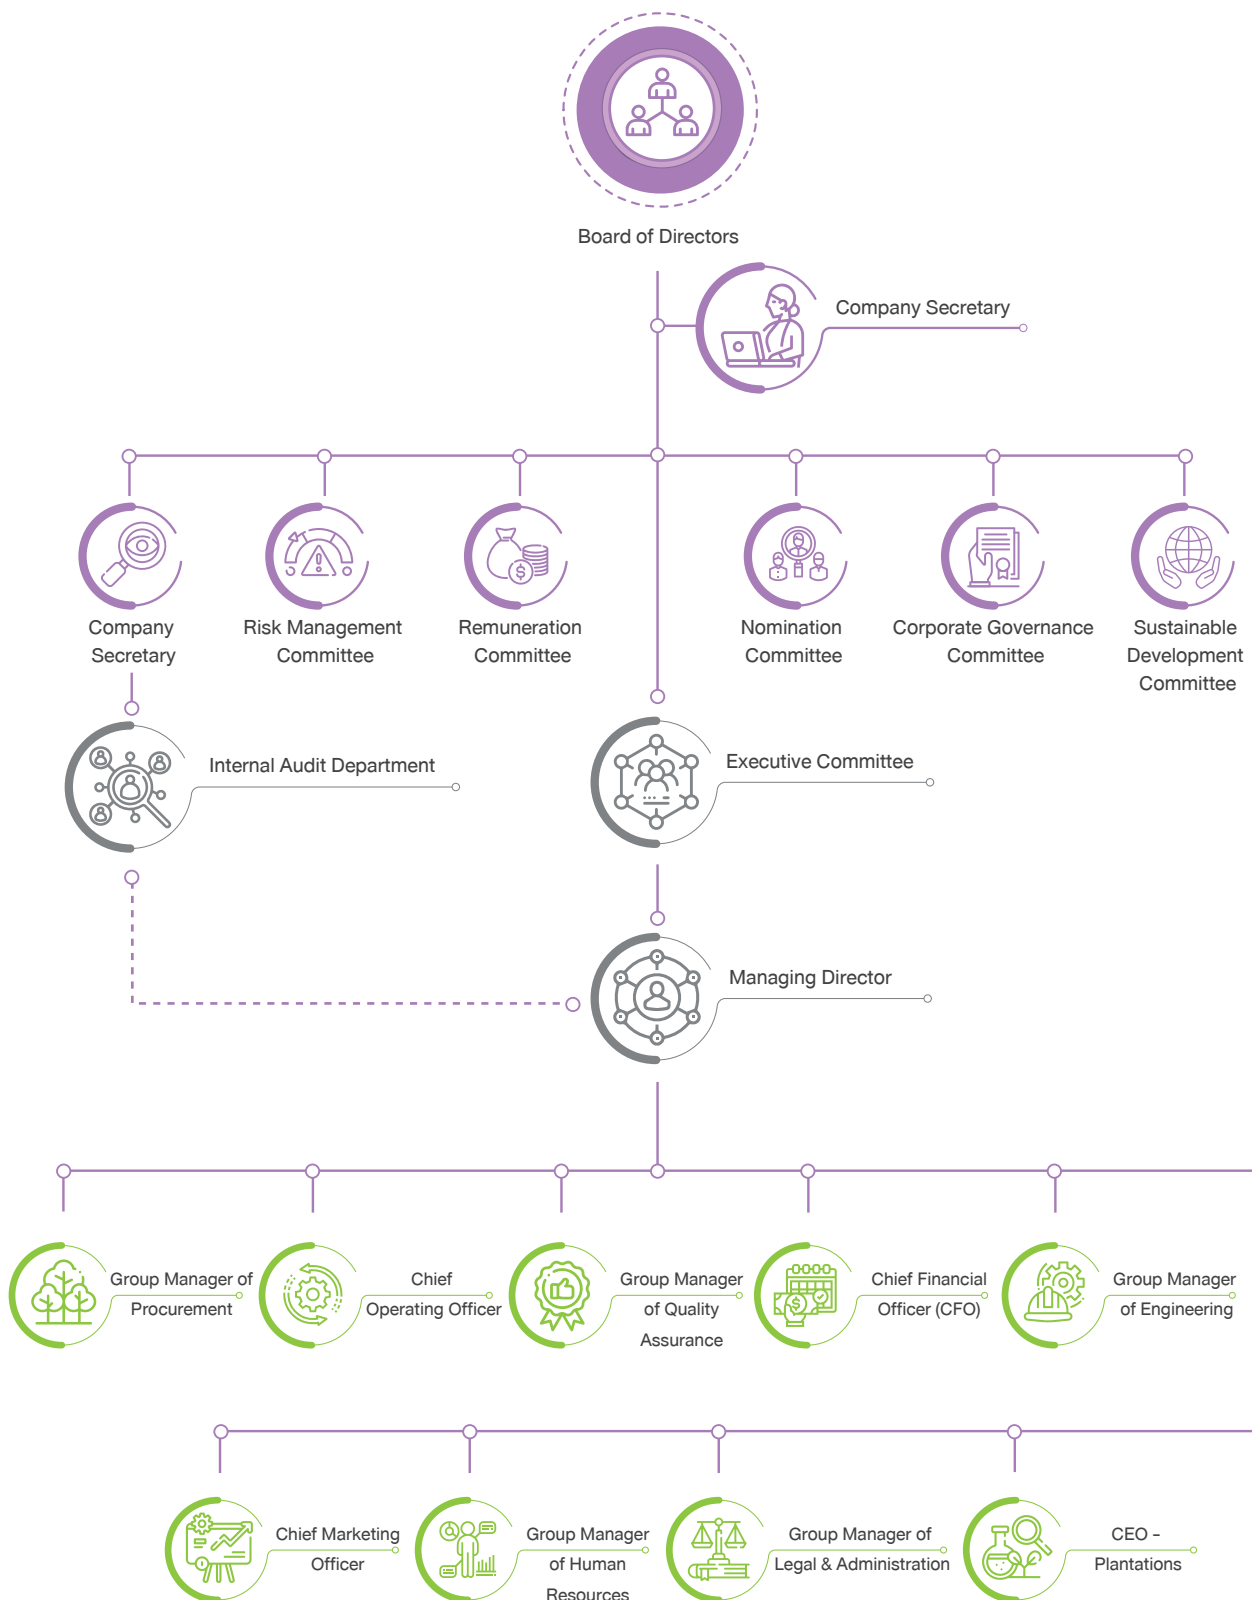 Board of Directors
Company Secretary
Company
Secretary
Risk Management
Committee
Remuneration
Committee
Nomination
Committee
Corporate Governance
Committee
Sustainable
Development
Committee
Internal Audit Department
Executive Committee
Managing Director
Group Manager of
Procurement
Chief
Operating Officer
Group Manager
of Quality
Assurance
Chief Financial
Officer (CFO)
Group Manager
of Engineering
Chief Marketing
Officer
Group Manager
of Human
Resources
Group Manager of
Legal & Administration
CEO –
Plantations